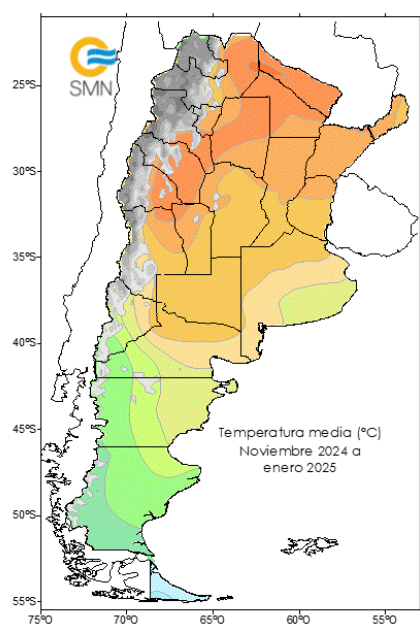 SMN
25°S
30°S
35°S
40°S
45°S
50°S
55°S
Temperatura media (°C)
Noviembre 2024 a
enero 2025
75°W
70°W
65°W
60°W
55°W